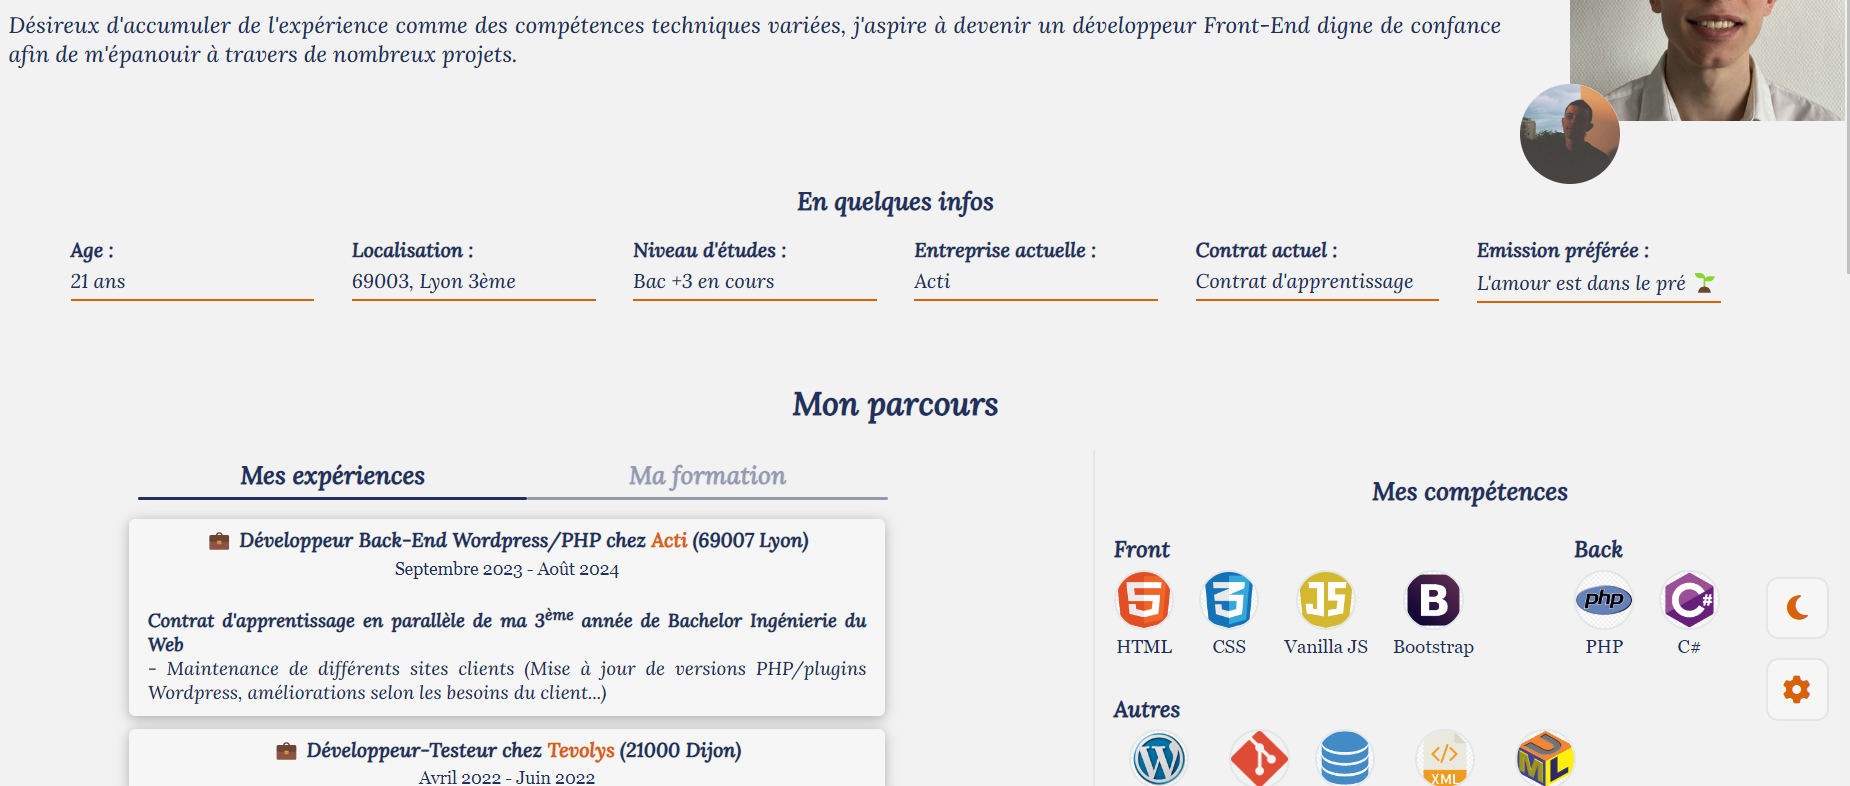 Désireux d'accumuler de l'expérience comme des compétences techniques variées, j'aspire à devenir un développeur Front-End digne de confance
afin de m'épanouir à travers de nombreux projets.
En quelques infos
Age :
21 ans
Localisation :
69003, Lyon 3ème
Niveau d'études :
Bac +3 en cours
Entreprise actuelle :
Acti
Contrat actuel :
Contrat d'apprentissage
Emission préférée :
L'amour est dans le pré
Mon parcours
Mes expériences
Ma formation
Développeur Back-End Wordpress/PHP chez Acti (69007 Lyon)
Septembre 2023 - Août 2024
Contrat d'apprentissage en parallèle de ma 3ème année de Bachelor Ingénierie du
Web
- Maintenance de différents sites clients (Mise à jour de versions PHP/plugins
Wordpress, améliorations selon les besoins du client...)
Développeur-Testeur chez Tevolys (21000 Dijon)
Avril 2022 - Juin 2022
Mes compétences
Front
5
3
JS
B
HTML
CSS
Vanilla JS
Bootstrap
Back
php
C#
PHP
C#
Autres
W
</>
XML
UML